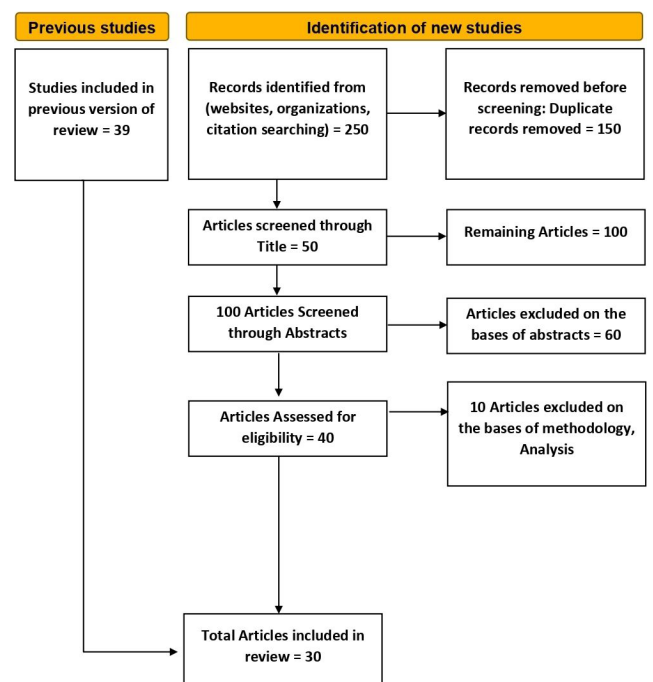 Previous studies
Identification of new studies
Studies included in
previous version of
review = 39
Records identified from
(websites, organizations,
citation searching) = 250
Records removed before
screening: Duplicate
records removed = 150
Articles screened through
Title = 50
Remaining Articles = 100
100 Articles Screened
through Abstracts
Articles excluded on the
bases of abstracts = 60
Articles Assessed for
eligibility = 40
10 Articles excluded on
the bases of methodology,
Analysis
Total Articles included in
review = 30